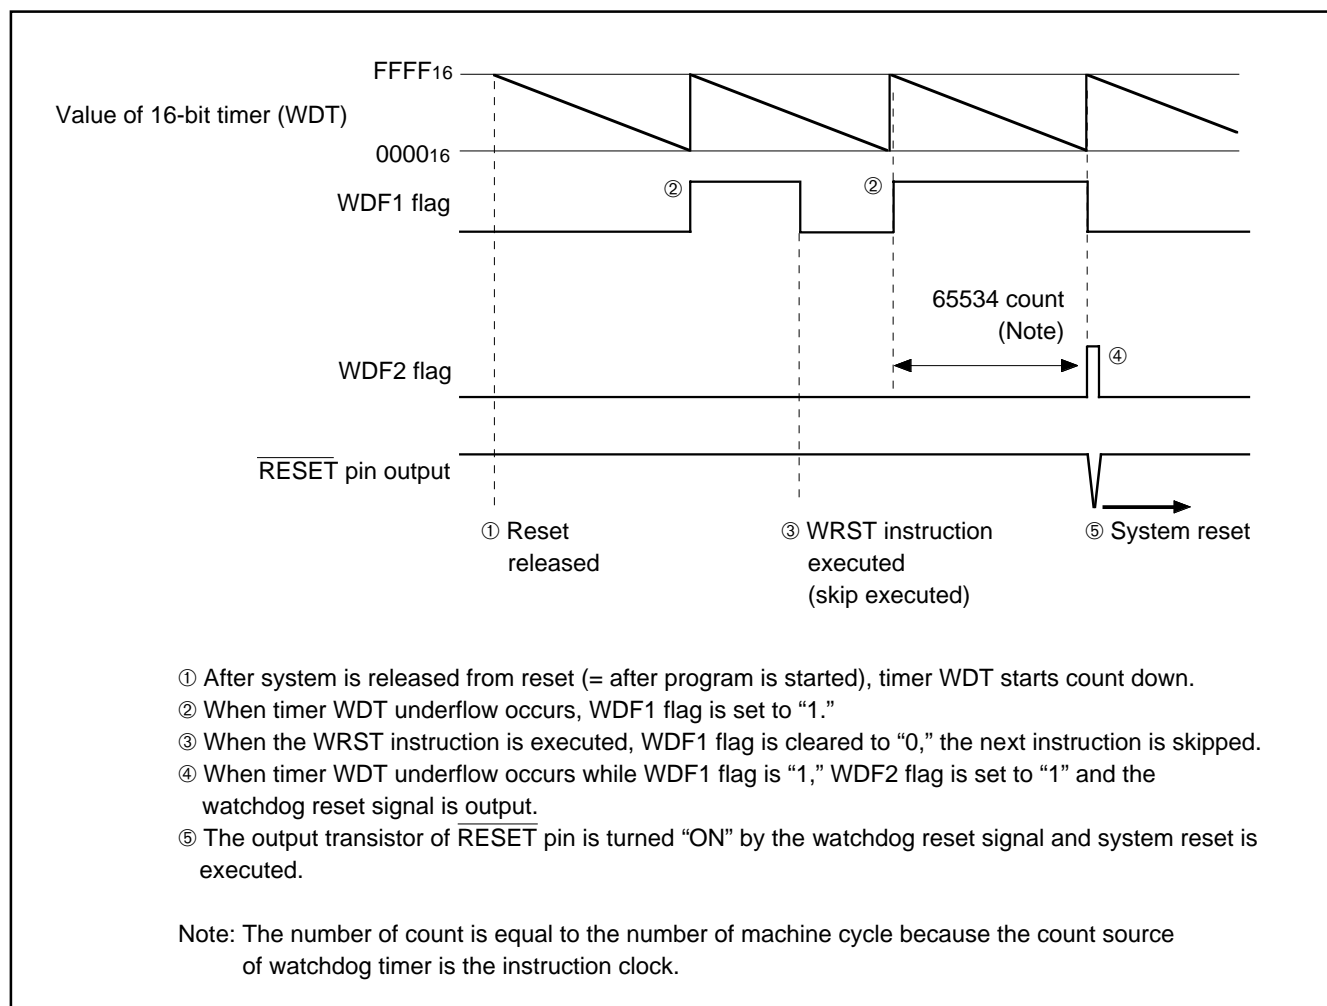 FFFF16
Value of 16-bit timer (WDT)
000016
② ②
WDF1 flag
65534 count
(Note)
WDF2 flag
④
RESET pin output
① Reset
released
③ WRST instruction
executed
(skip executed)
⑤ System reset
① After system is released from reset (= after program is started), timer WDT starts count down.
② When timer WDT underflow occurs, WDF1 flag is set to “1.”
③ When the WRST instruction is executed, WDF1 flag is cleared to “0,” the next instruction is skipped.
④ When timer WDT underflow occurs while WDF1 flag is “1,” WDF2 flag is set to “1” and the
watchdog reset signal is output.
⑤ The output transistor of RESET pin is turned “ON” by the watchdog reset signal and system reset is
executed.
Note: The number of count is equal to the number of machine cycle because the count source
of watchdog timer is the instruction clock.